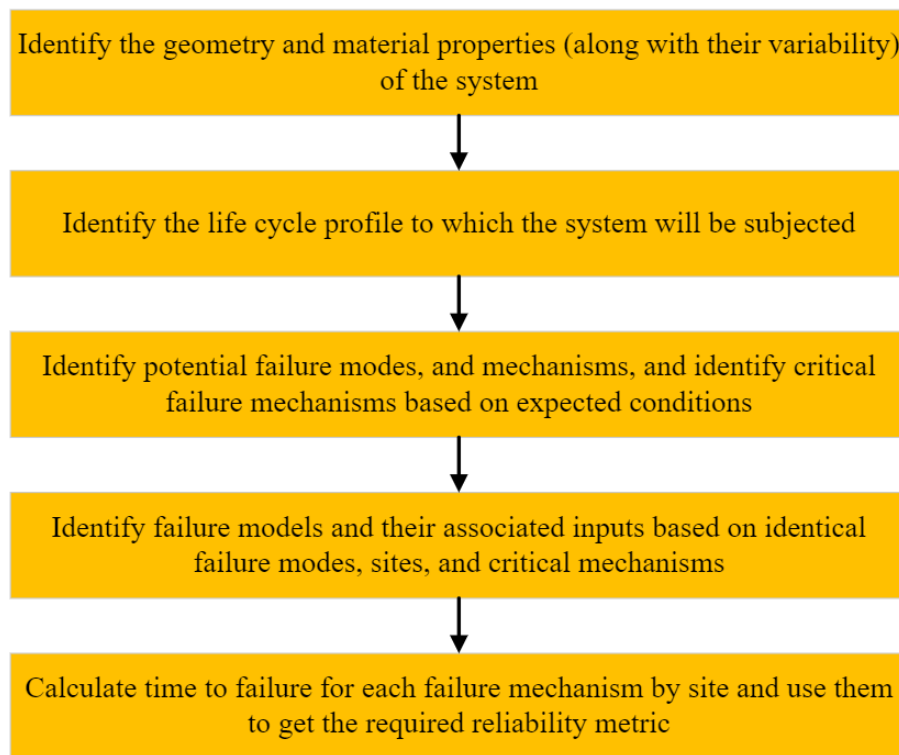 Identify the geometry and material properties (along with their variability)
of the system
Identify the life cycle profile to which the system will be subjected
Identify potential failure modes, and mechanisms, and identify critical
failure mechanisms based on expected conditions
Identify failure models and their associated inputs based on identical
failure modes, sites, and critical mechanisms
Calculate time to failure for each failure mechanism by site and use them
to get the required reliability metric